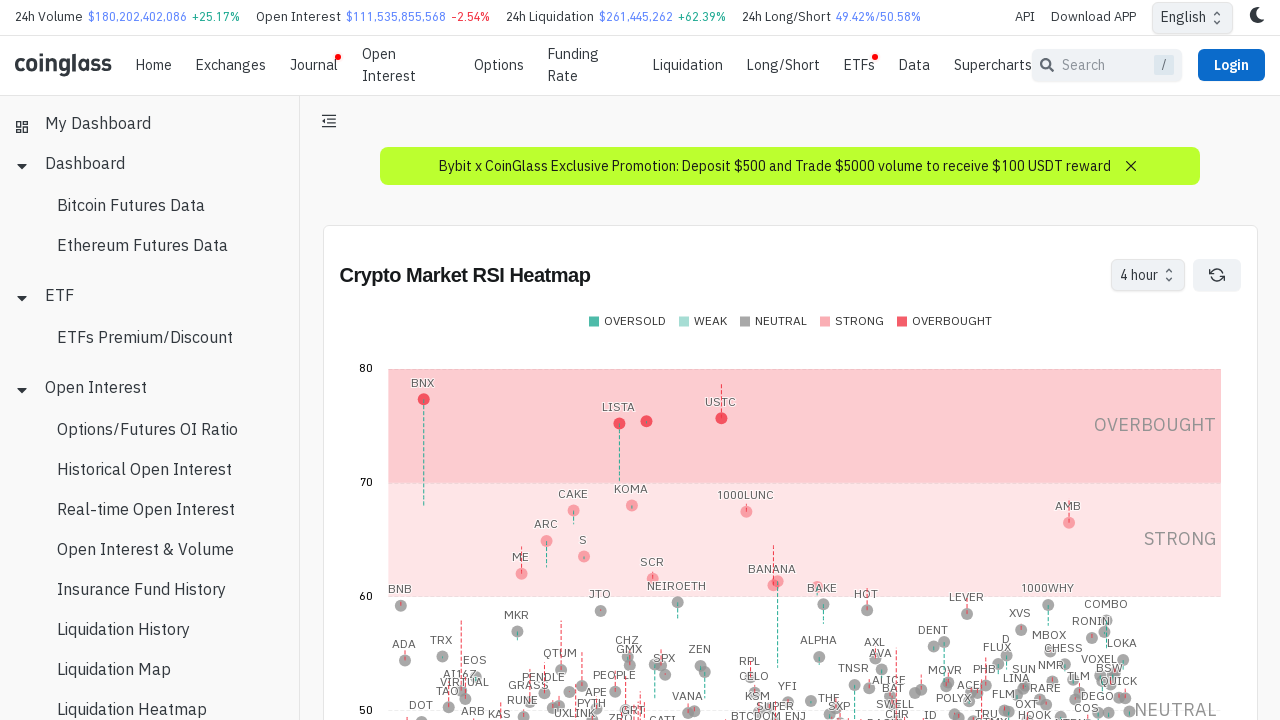 24h Volume $180,202,402,086 +25.17% Open Interest $111,535,855,568 -2.54% 24h Liquidation $261,445,262 +62.39% 24h Long/Short 49.42%/50.58% API Download APP English
coinglass Home Exchanges Journal Open Interest Options Funding Rate Liquidation Long/Short ETFs Data Supercharts Search / Login
My Dashboard
Dashboard
Bitcoin Futures Data
Ethereum Futures Data
ETF
ETFs Premium/Discount
Open Interest
Options/Futures OI Ratio
Historical Open Interest
Real-time Open Interest
Open Interest & Volume
Insurance Fund History
Liquidation History
Liquidation Map
Liquidation Heatmap
Bybit x CoinGlass Exclusive Promotion: Deposit $500 and Trade $5000 volume to receive $100 USDT reward
Crypto Market RSI Heatmap
4 hour
OVERSOLD WEAK NEUTRAL STRONG OVERBOUGHT
80
BNX
LISTA USTC
OVERBOUGHT
70
CAKE KOMA 1000LUNC
ARC AMB
S STRONG
ME SCR BANANA
60
BNB JTO NEIROETH BAKE HOT LEVER 1000WHY
MKR XVS COMBO
RONIN
ADA TRX CHZ ALPHA AXL DENT D MBOX LOKA
QTUM GMX ZEN AVA FLUX CHESS
EOS SPX RPL TNSR MOVR PHB SUN NMR VOXEL
VIRTUAL PENDLE PEOPLE CELO ALICE LINA TLM BSW
TAO GRASS APE YFI BAT ACE RARE QUICK
RUNE PYTH VANA KSM THE SWELL POLYX FLM DEGO
DOT ARB KAS UXLINK SUPER SXP CHR OXT COS
50
BTCDOM ENJ ID HOOK NEUTRAL